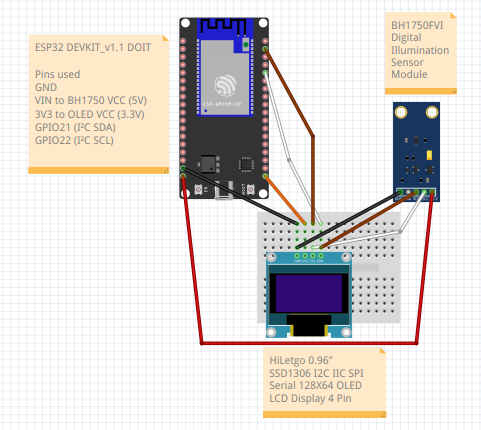 ESP32 DEVKIT_v1.1 DOIT
Pins used
GND
VIN to BH1750 VCC (5V)
3V3 to OLED VCC (3.3V)
GPIO21 (I²C SDA)
GPIO22 (I²C SCL)
BH1750FVI
Digital
Illumination
Sensor
Module
ESP-WROOM-32
EN
BOOT
GND VCC SCL SDA
HiLetgo 0.96"
SSD1306 I2C IIC SPI
Serial 128X64 OLED
LCD Display 4 Pin